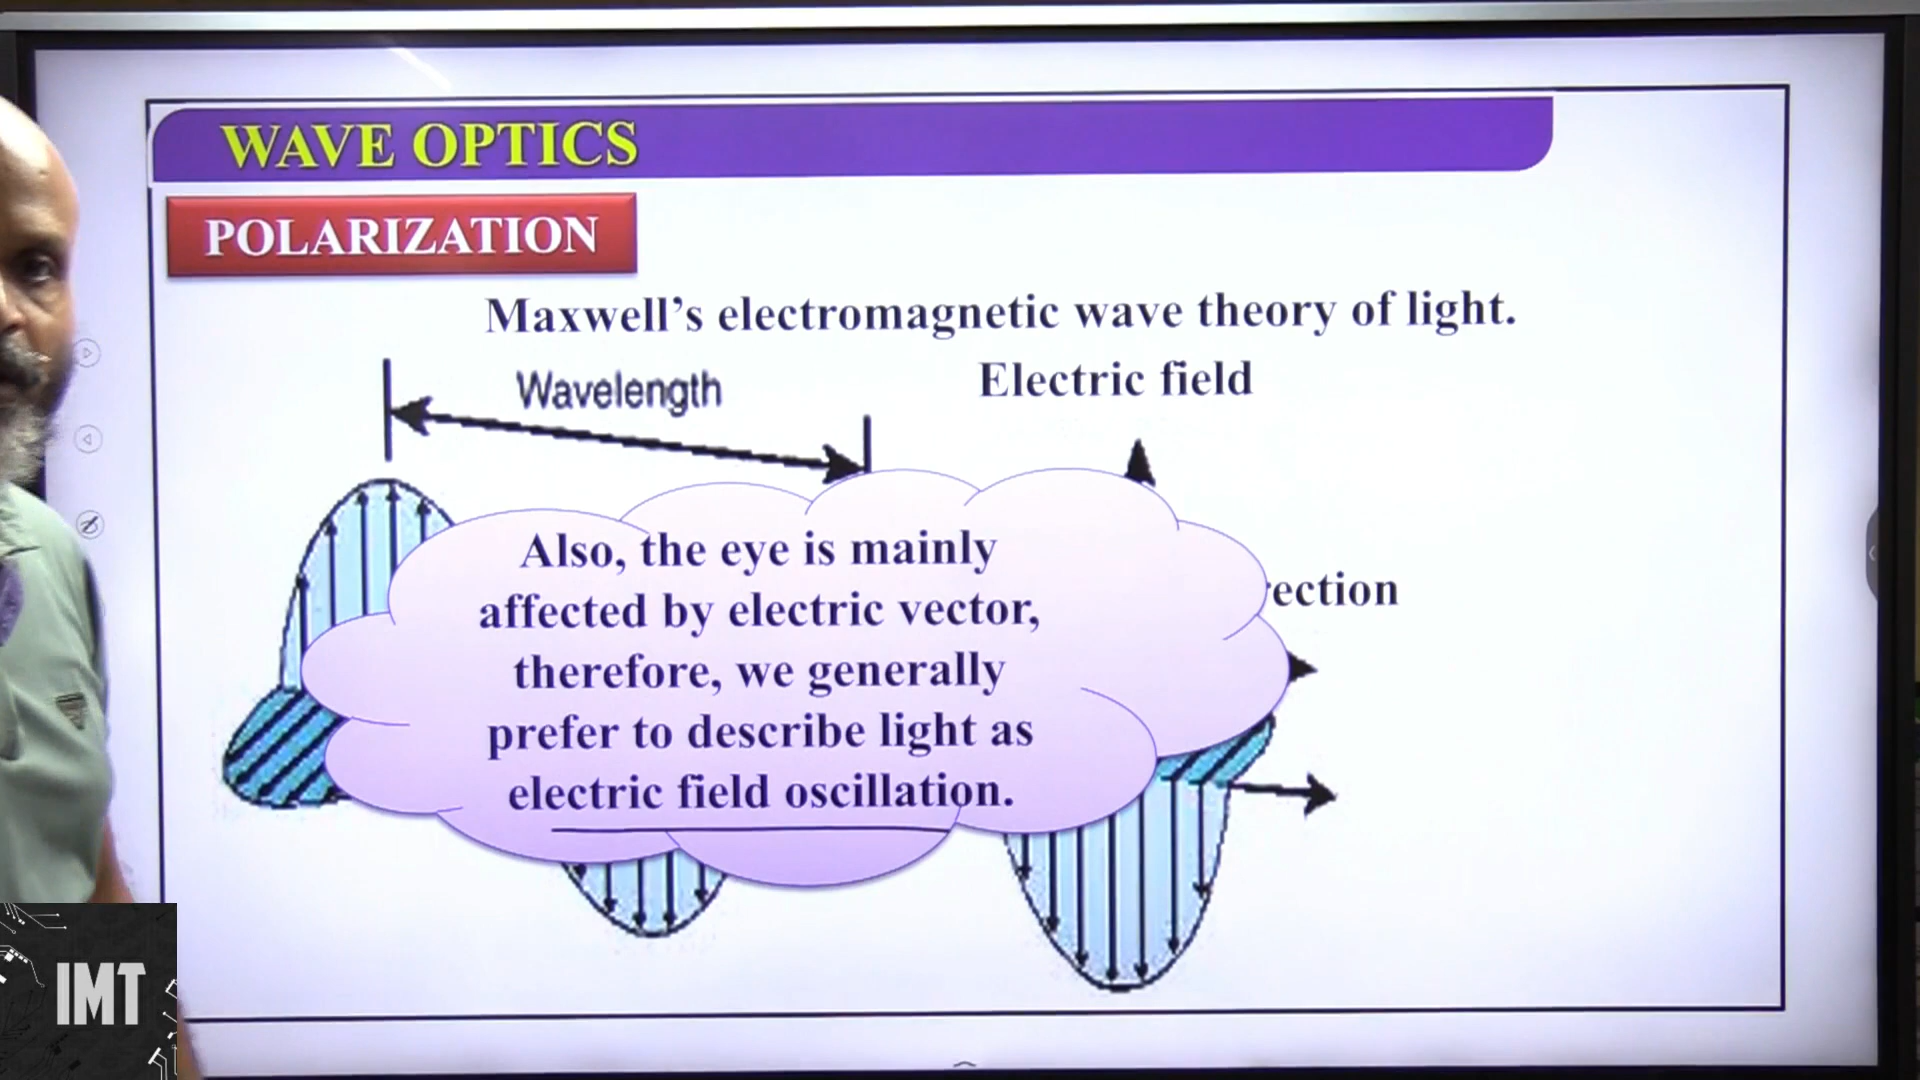 WAVE OPTICS
POLARIZATION
Maxwell's electromagnetic wave theory of light.
Wavelength
Electric field
Also, the eye is mainly
affected by electric vector,
therefore, we generally
prefer to describe light as
electric field oscillation.
rection
IMT